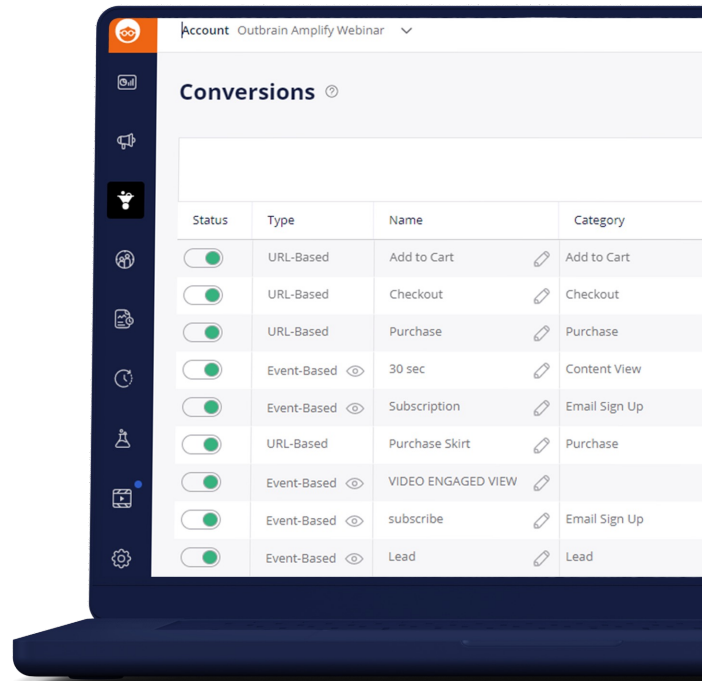 Account Outbrain Amplify Webinar
Conversions
Status Type Name Category
URL-Based Add to Cart Add to Cart
URL-Based Checkout Checkout
URL-Based Purchase Purchase
Event-Based 30 sec Content View
Event-Based Subscription Email Sign Up
URL-Based Purchase Skirt Purchase
Event-Based VIDEO ENGAGED VIEW
Event-Based subscribe Email Sign Up
Event-Based Lead Lead